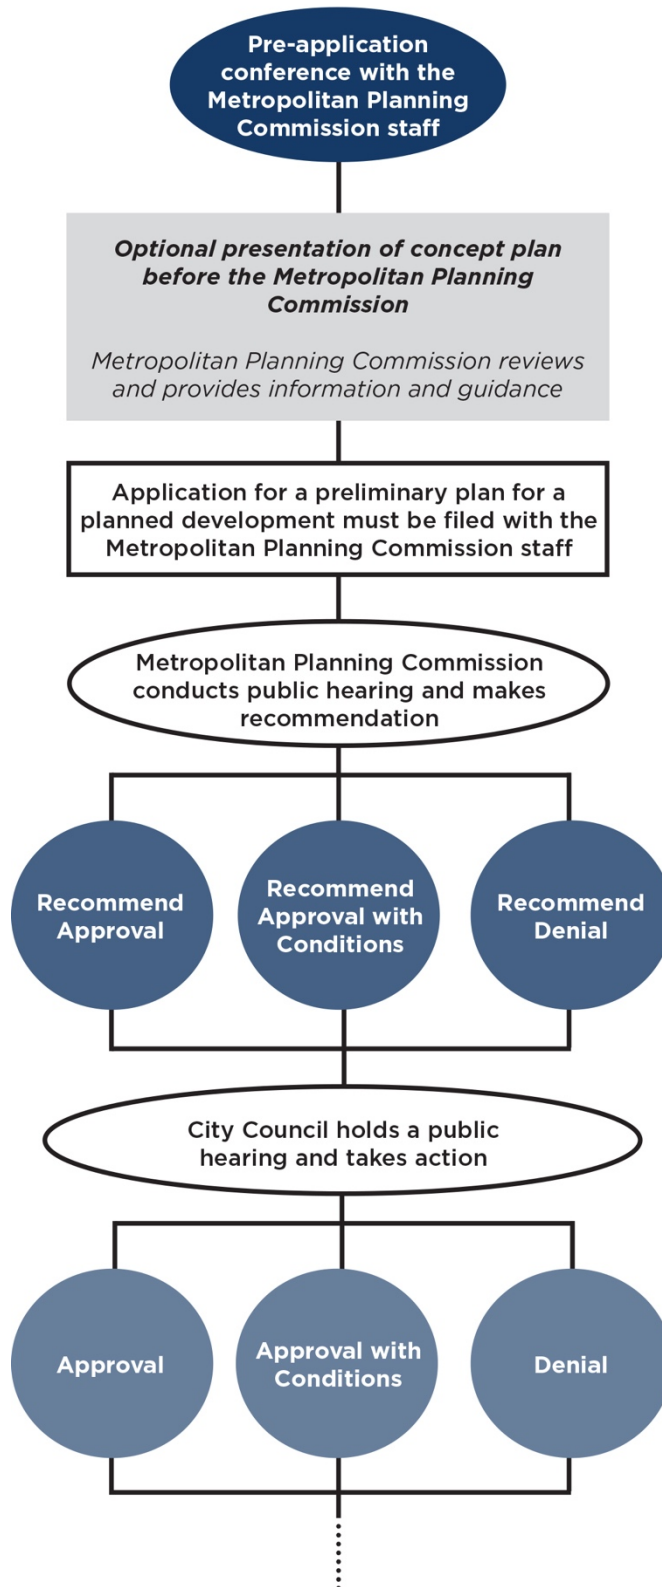 Pre-application
conference with the
Metropolitan Planning
Commission staff
Optional presentation of concept plan
before the Metropolitan Planning
Commission
Metropolitan Planning Commission reviews
and provides information and guidance
Application for a preliminary plan for a
planned development must be filed with the
Metropolitan Planning Commission staff
Metropolitan Planning Commission
conducts public hearing and makes
recommendation
Recommend
Approval
Recommend
Approval with
Conditions
Recommend
Denial
City Council holds a public
hearing and takes action
Approval
Approval with
Conditions
Denial